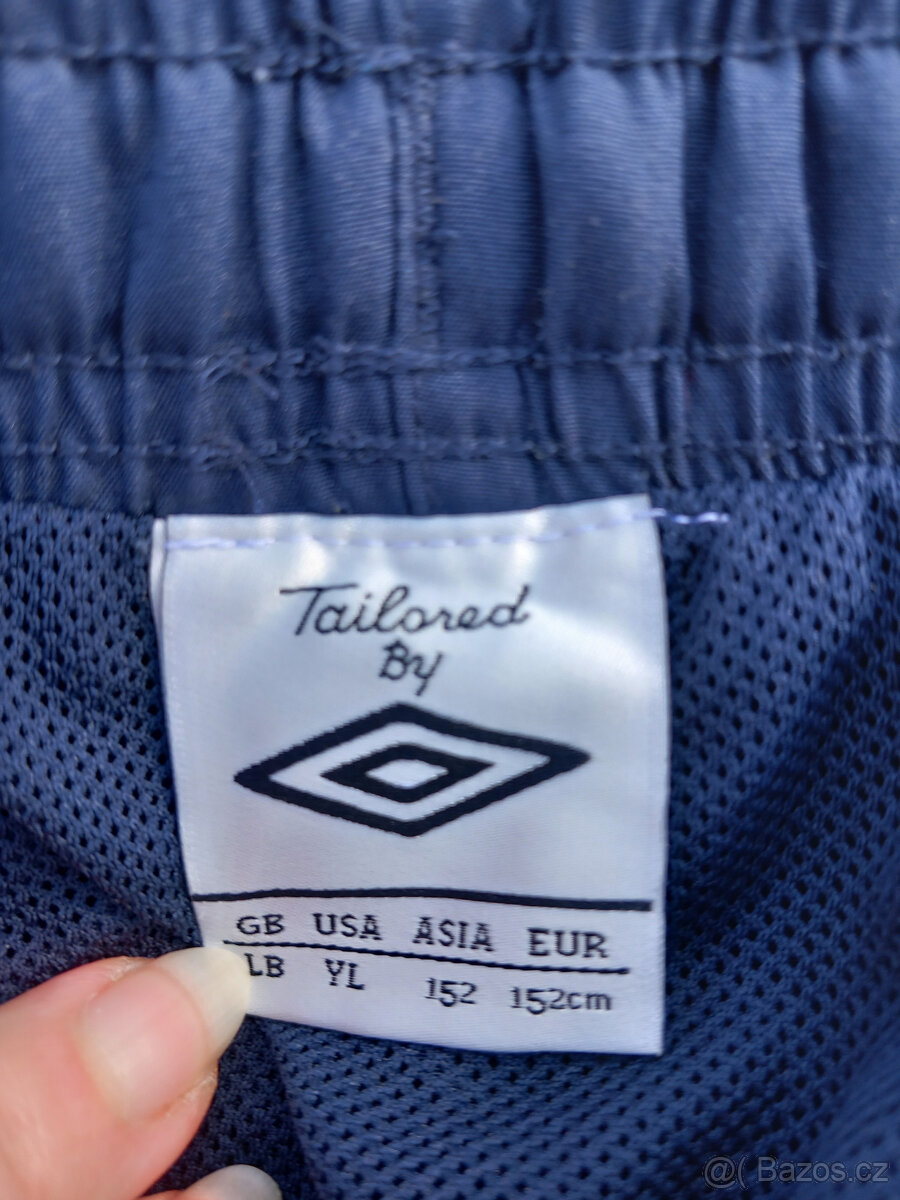 Tailored
By
GB USA ASIA EUR
LB YL 152 152cm
@( Bazos.cz